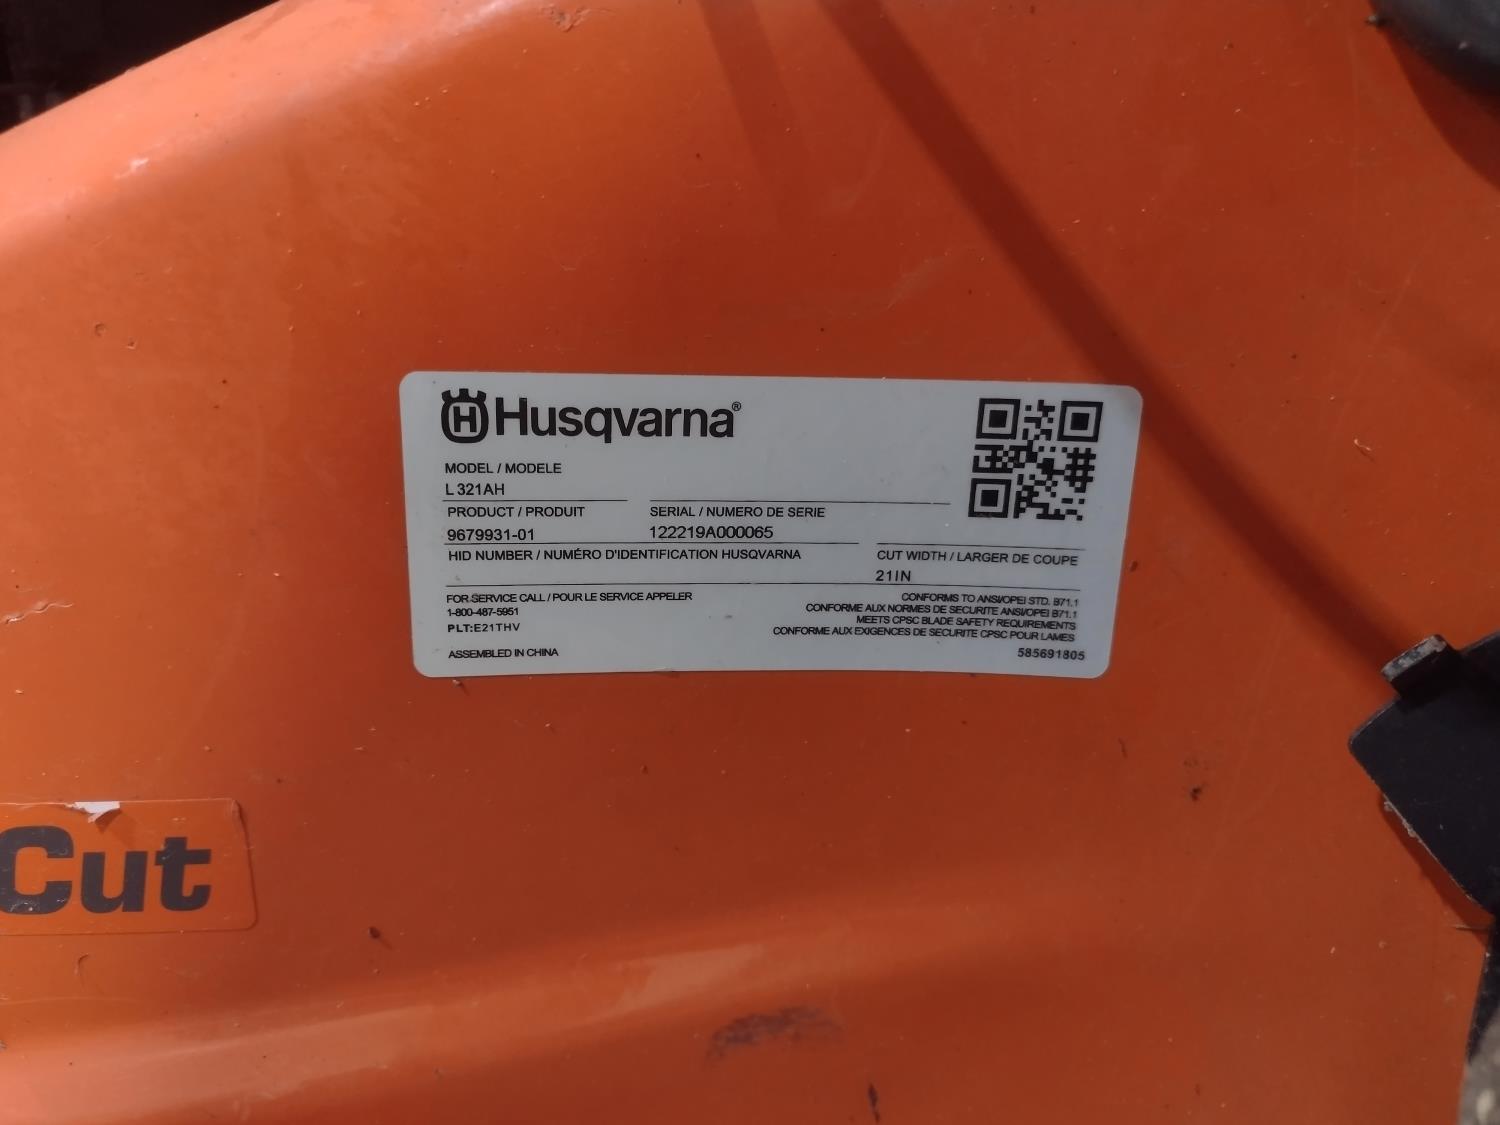 Husqvarna®
MODEL / MODELE
L 321AH
PRODUCT / PRODUIT
SERIAL / NUMERO DE SERIE
9679931-01
122219A000065
HID NUMBER / NUMÉRO D'IDENTIFICATION HUSQVARNA
CUT WIDTH / LARGER DE COUPE
21IN
FOR SERVICE CALL / POUR LE SERVICE APPELER
1-800-487-5951
PLT:E21THV
ASSEMBLED IN CHINA
CONFORMS TO ANSI/OPEI STD. B71.1
CONFORME AUX NORMES DE SECURITE ANSI/OPEI B71.1
MEETS CPSC BLADE SAFETY REQUIREMENTS
CONFORME AUX EXIGENCES DE SECURITE CPSC POUR LAMES
585691805
Cut